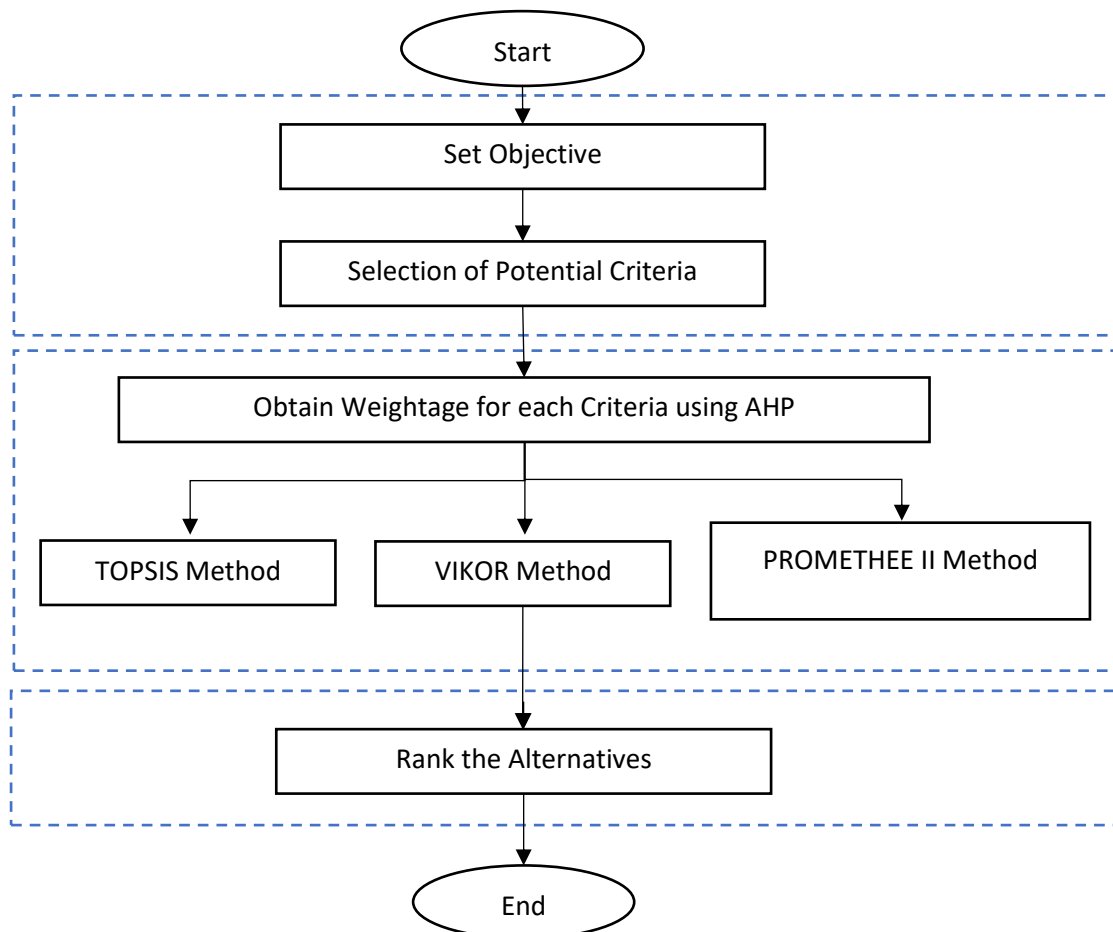 Start
Set Objective
Selection of Potential Criteria
Obtain Weightage for each Criteria using AHP
TOPSIS Method
VIKOR Method
PROMETHEE II Method
Rank the Alternatives
End